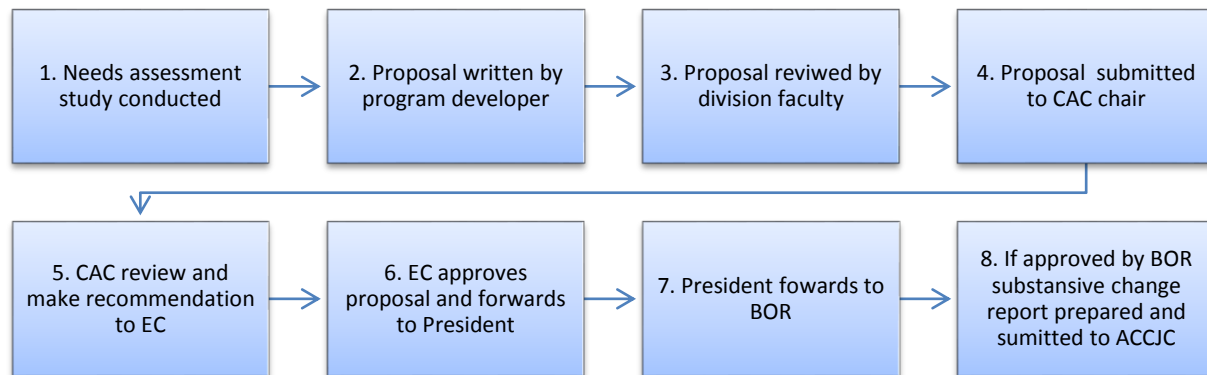 1. Needs assessment
study conducted
2. Proposal written by
program developer
3. Proposal reviwed by
division faculty
4. Proposal  submitted
to CAC chair
5. CAC review and
make recommendation
to EC
6. EC approves
proposal and forwards
to President
7. President fowards to
BOR
8. If approved by BOR
substansive change
report prepared and
sumitted to ACCJC